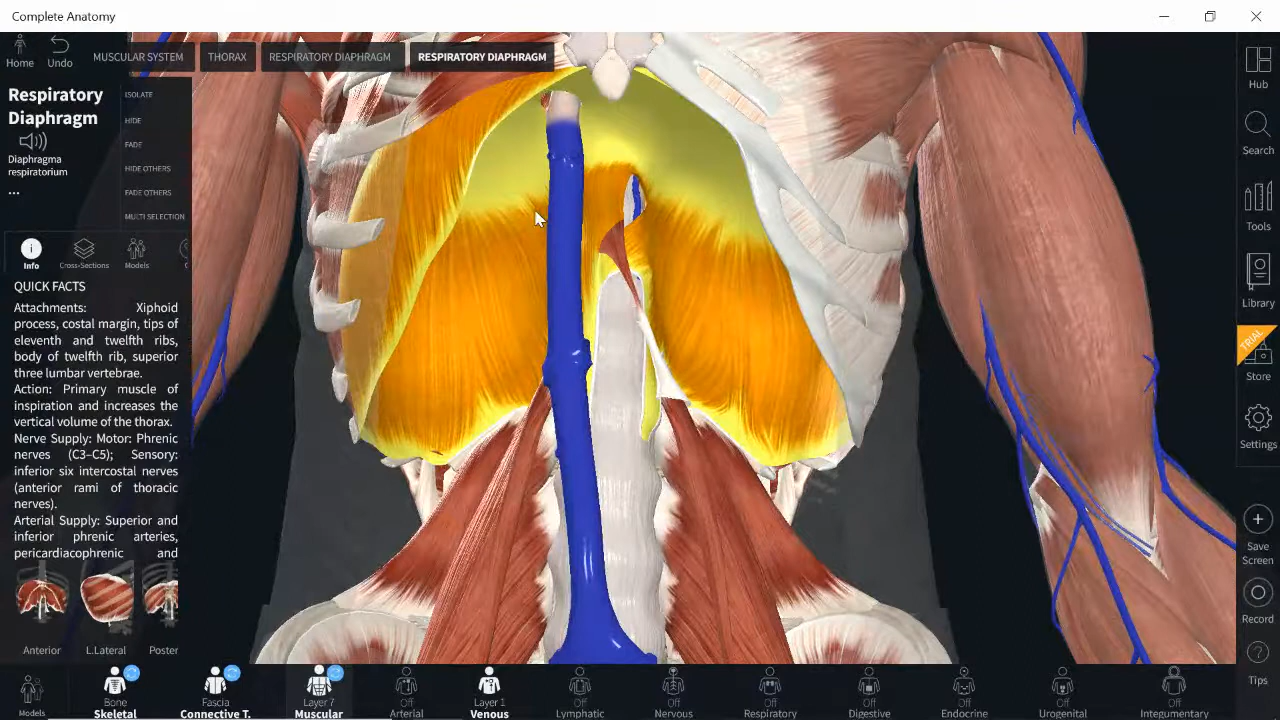 Complete Anatomy
Home
Undo
MUSCULAR SYSTEM
THORAX
RESPIRATORY DIAPHRAGM
RESPIRATORY DIAPHRAGM
Respiratory
Diaphragm
Diaphragma
respiratorium
...
ISOLATE
HIDE
FADE
HIDE OTHERS
FADE OTHERS
MULTI SELECTION
Info
Cross-Sections
Models
QUICK FACTS
Attachments: Xiphoid
process, costal margin, tips of
eleventh and twelfth ribs,
body of twelfth rib, superior
three lumbar vertebrae.
Action: Primary muscle of
inspiration and increases the
vertical volume of the thorax.
Nerve Supply: Motor: Phrenic
nerves (C3–C5); Sensory:
inferior six intercostal nerves
(anterior rami of thoracic
nerves).
Arterial Supply: Superior and
inferior phrenic arteries,
pericardiacophrenic and
Anterior
L.Lateral
Poster
Hub
Search
Tools
Library
TRIAL
Store
Settings
Save
Screen
Record
Tips
Models
Bone
Skeletal
Fascia
Connective T.
Layer 7
Muscular
Off
Arterial
Layer 1
Venous
Off
Lymphatic
Off
Nervous
Off
Respiratory
Off
Digestive
Off
Endocrine
Off
Urogenital
Off
Integumentary